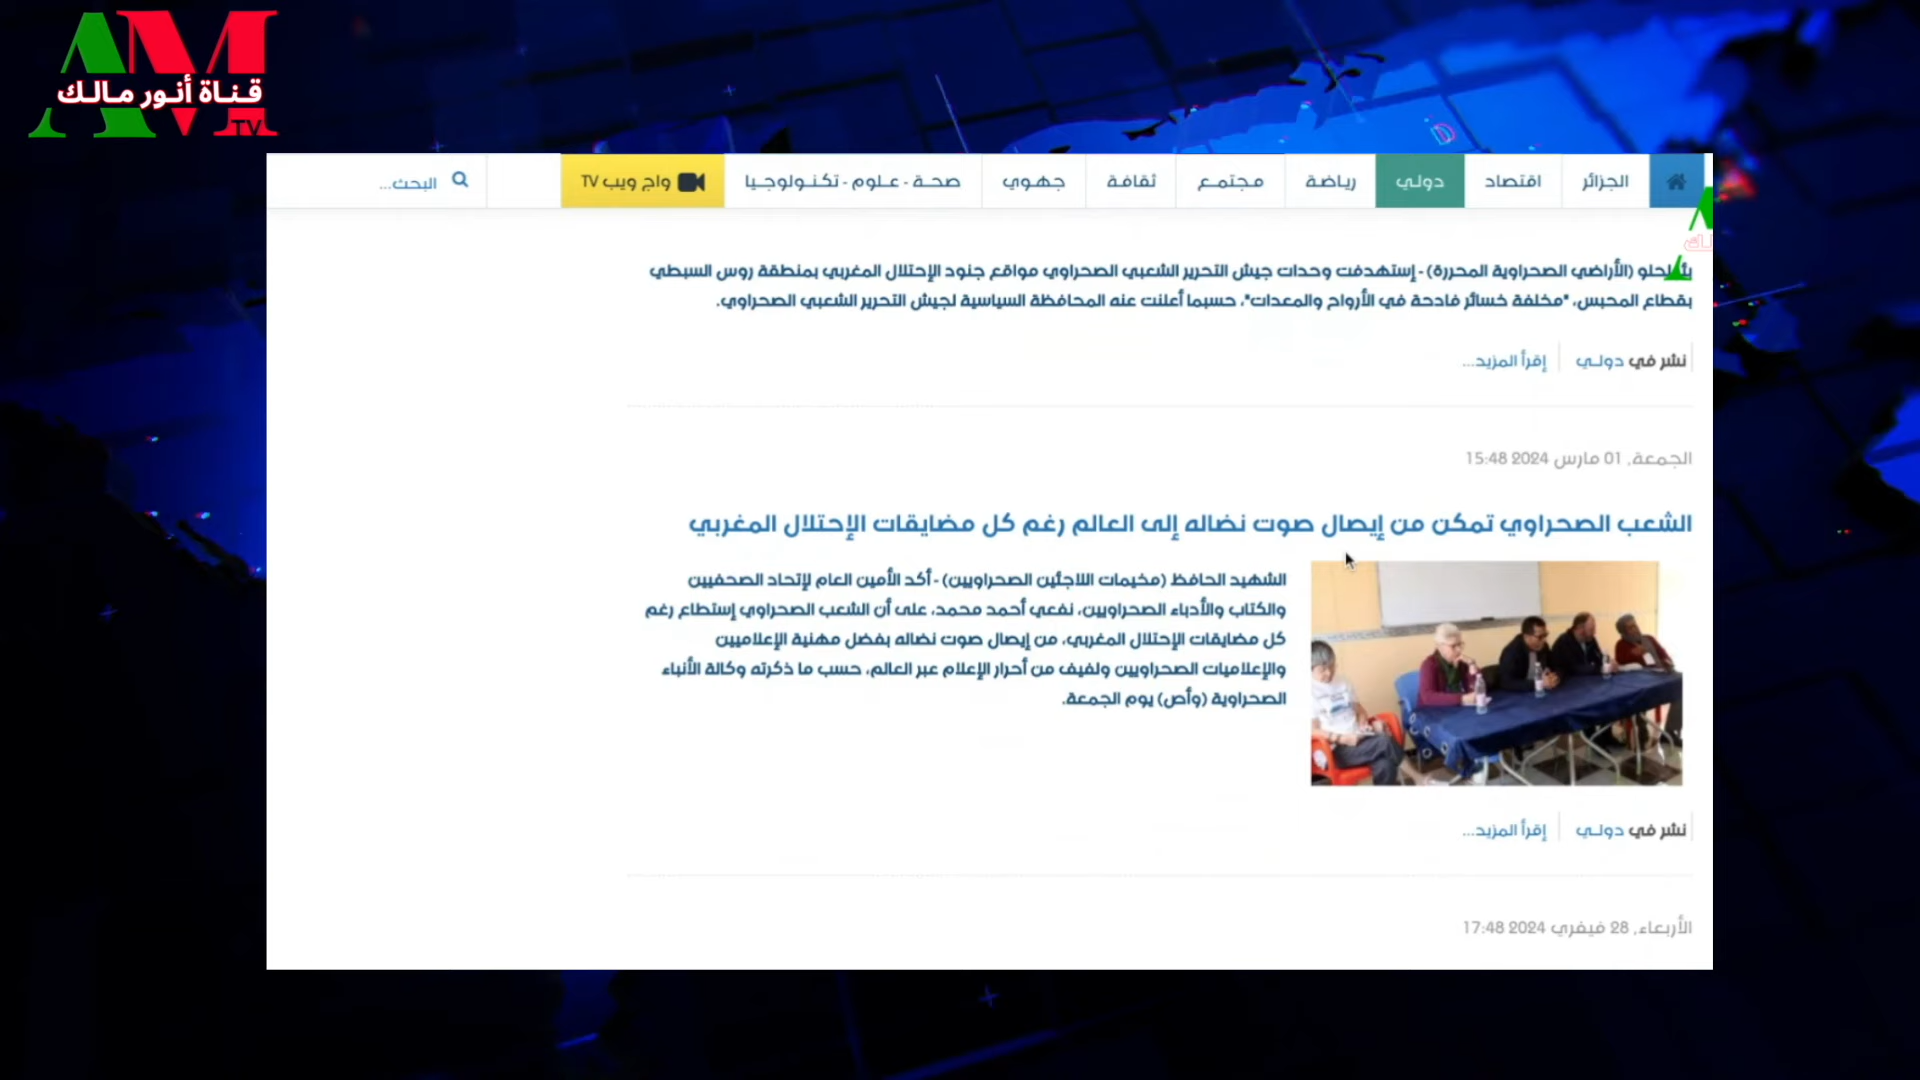 AM
قناة أنور مالك
TV
الجزائر
اقتصاد
دولي
رياضة
مجتمع
ثقافة
جهوي
صحة - علوم - تكنولوجيا
واج ويب TV
البحث...
(الأراضي الصحراوية المحررة) - إستهدفت وحدات جيش التحرير الشعبي الصحراوي مواقع جنود الإحتلال المغربي بمنطقة روس السبطي
بقطاع المحبس، "مخلفة خسائر فادحة في الأرواح والمعدات"، حسبما أعلنت عنه المحافظة السياسية لجيش التحرير الشعبي الصحراوي.
نشر في دولي
إقرأ المزيد...
الجمعة, 01 مارس 2024 15:48
الشعب الصحراوي تمكن من إيصال صوت نضاله إلى العالم رغم كل مضايقات الإحتلال المغربي
الشهيد الحافظ (مخيمات اللاجئين الصحراويين) - أكد الأمين العام لإتحاد الصحفيين
والكتاب والأدباء الصحراويين، نفعي أحمد محمد، على أن الشعب الصحراوي إستطاع رغم
كل مضايقات الإحتلال المغربي، من إيصال صوت نضاله بفضل مهنية الإعلاميين
والإعلاميات الصحراويين ولفيف من أحرار الإعلام عبر العالم، حسب ما ذكرته وكالة الأنباء
الصحراوية (وأص) يوم الجمعة.
نشر في دولي
إقرأ المزيد...
الأربعاء, 28 فيفري 2024 17:48